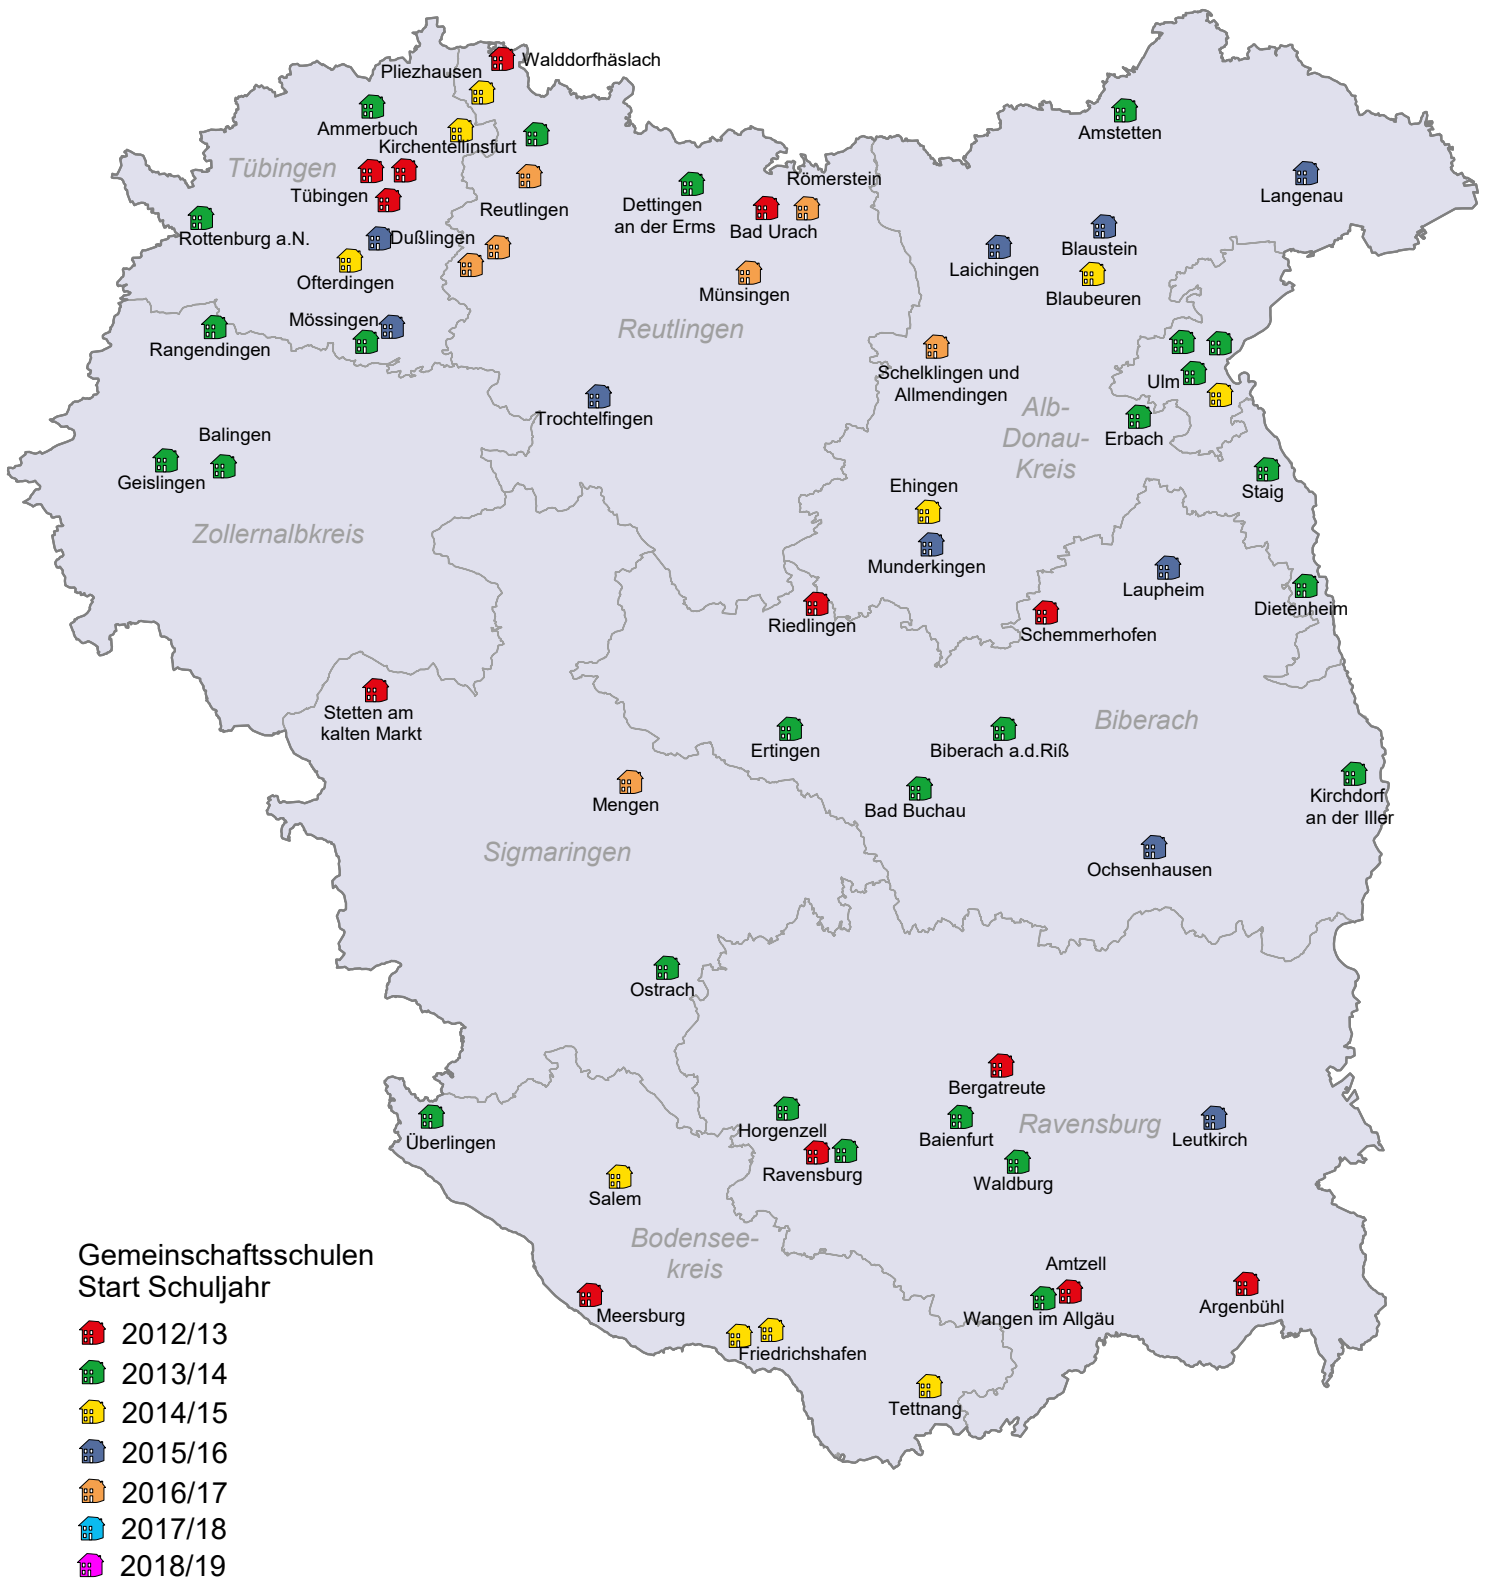 Walddorfhäslach
Pliezhausen
Ammerbuch
Kirchentellinsfurt
Amstetten
Tübingen
Römerstein
Tübingen
Reutlingen
Dettingen
an der Erms
Bad Urach
Langenau
Rottenburg a.N.
Dußlingen
Blaustein
Laichingen
Ofterdingen
Münsingen
Blaubeuren
Mössingen
Reutlingen
Rangendingen
Schelklingen und
Allmendingen
Ulm
Trochtelfingen
Alb-
Donau-
Kreis
Erbach
Balingen
Geislingen
Ehingen
Staig
Zollernalbkreis
Munderkingen
Laupheim
Dietenheim
Riedlingen
Schemmerhofen
Stetten am
kalten Markt
Ertingen
Biberach a.d.Riß
Biberach
Mengen
Bad Buchau
Kirchdorf
an der Iller
Sigmaringen
Ochsenhausen
Ostrach
Bergatreute
Horgenzell
Baienfurt
Ravensburg
Leutkirch
Überlingen
Ravensburg
Waldburg
Salem
Bodensee-
kreis
Amtzell
Meersburg
Wangen im Allgäu
Argenbühl
Friedrichshafen
Tettnang
Gemeinschaftsschulen
Start Schuljahr
2012/13
2013/14
2014/15
2015/16
2016/17
2017/18
2018/19